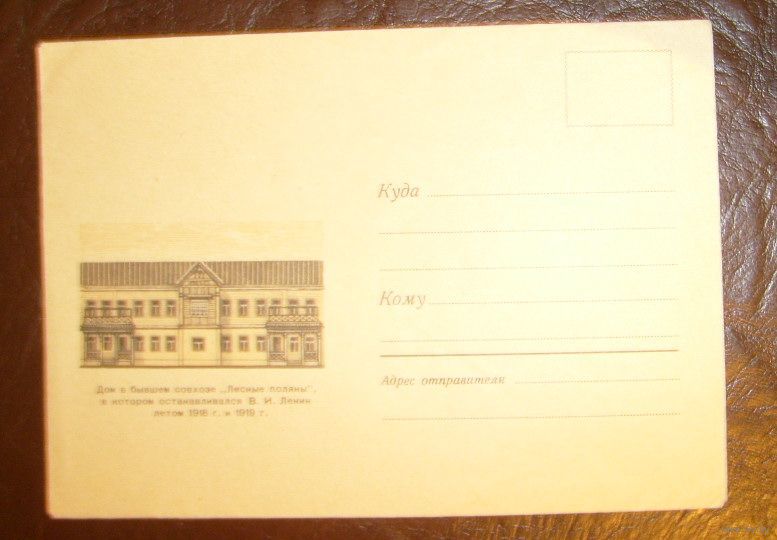 Куда
Кому
Адрес отправителя
Дом в бывшем совхозе „Лесные поляны",
в котором останавливался В. И. Ленин
летом 1918 г. и 1919 г.